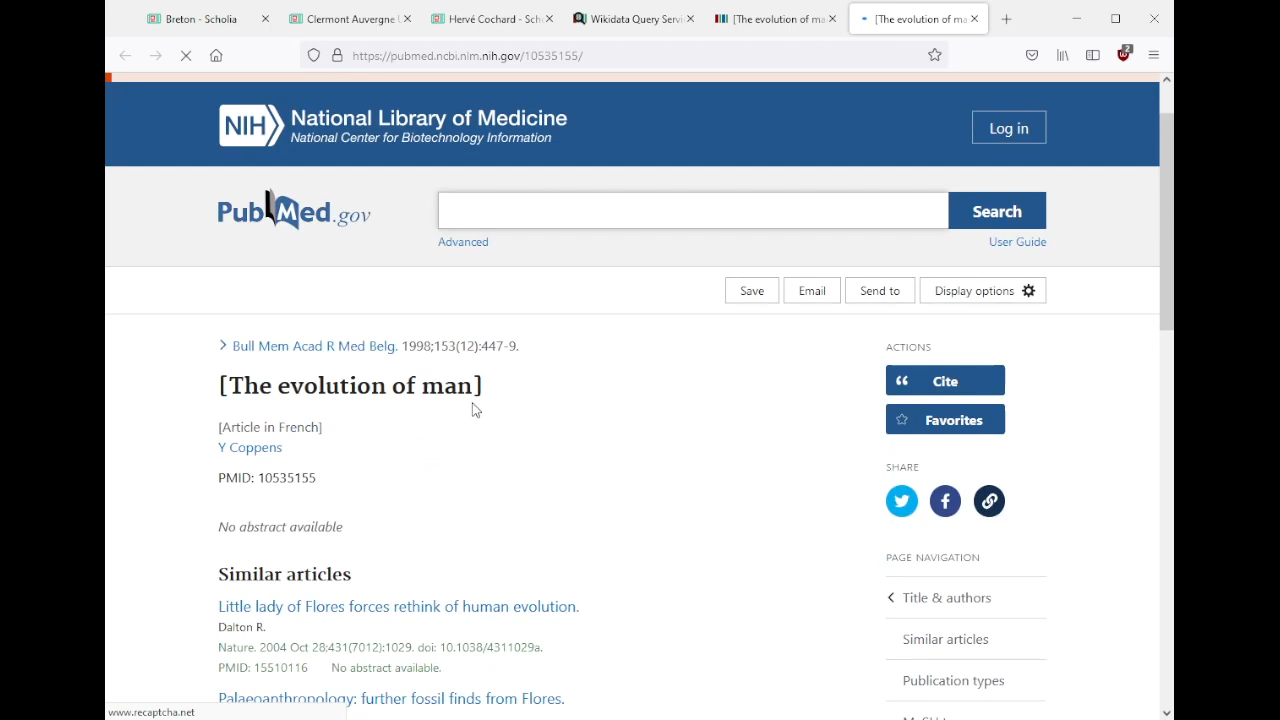 Breton - Scholia
Clermont Auvergne U
Hervé Cochard - Sch
Wikidata Query Servi
[The evolution of ma
[The evolution of ma
https://pubmed.ncbi.nlm.nih.gov/10535155/
2
NIH
National Library of Medicine
National Center for Biotechnology Information
Log in
PubMed.gov
Search
Advanced
User Guide
Save
Email
Send to
Display options
Bull Mem Acad R Med Belg. 1998;153(12):447-9.
[The evolution of man]
[Article in French]
Y Coppens
PMID: 10535155
No abstract available
Similar articles
Little lady of Flores forces rethink of human evolution.
Dalton R.
Nature. 2004 Oct 28;431(7012):1029. doi: 10.1038/4311029a.
PMID: 15510116 No abstract available.
Palaeoanthropology: further fossil finds from Flores.
ACTIONS
Cite
Favorites
SHARE
PAGE NAVIGATION
Title & authors
Similar articles
Publication types
www.recaptcha.net